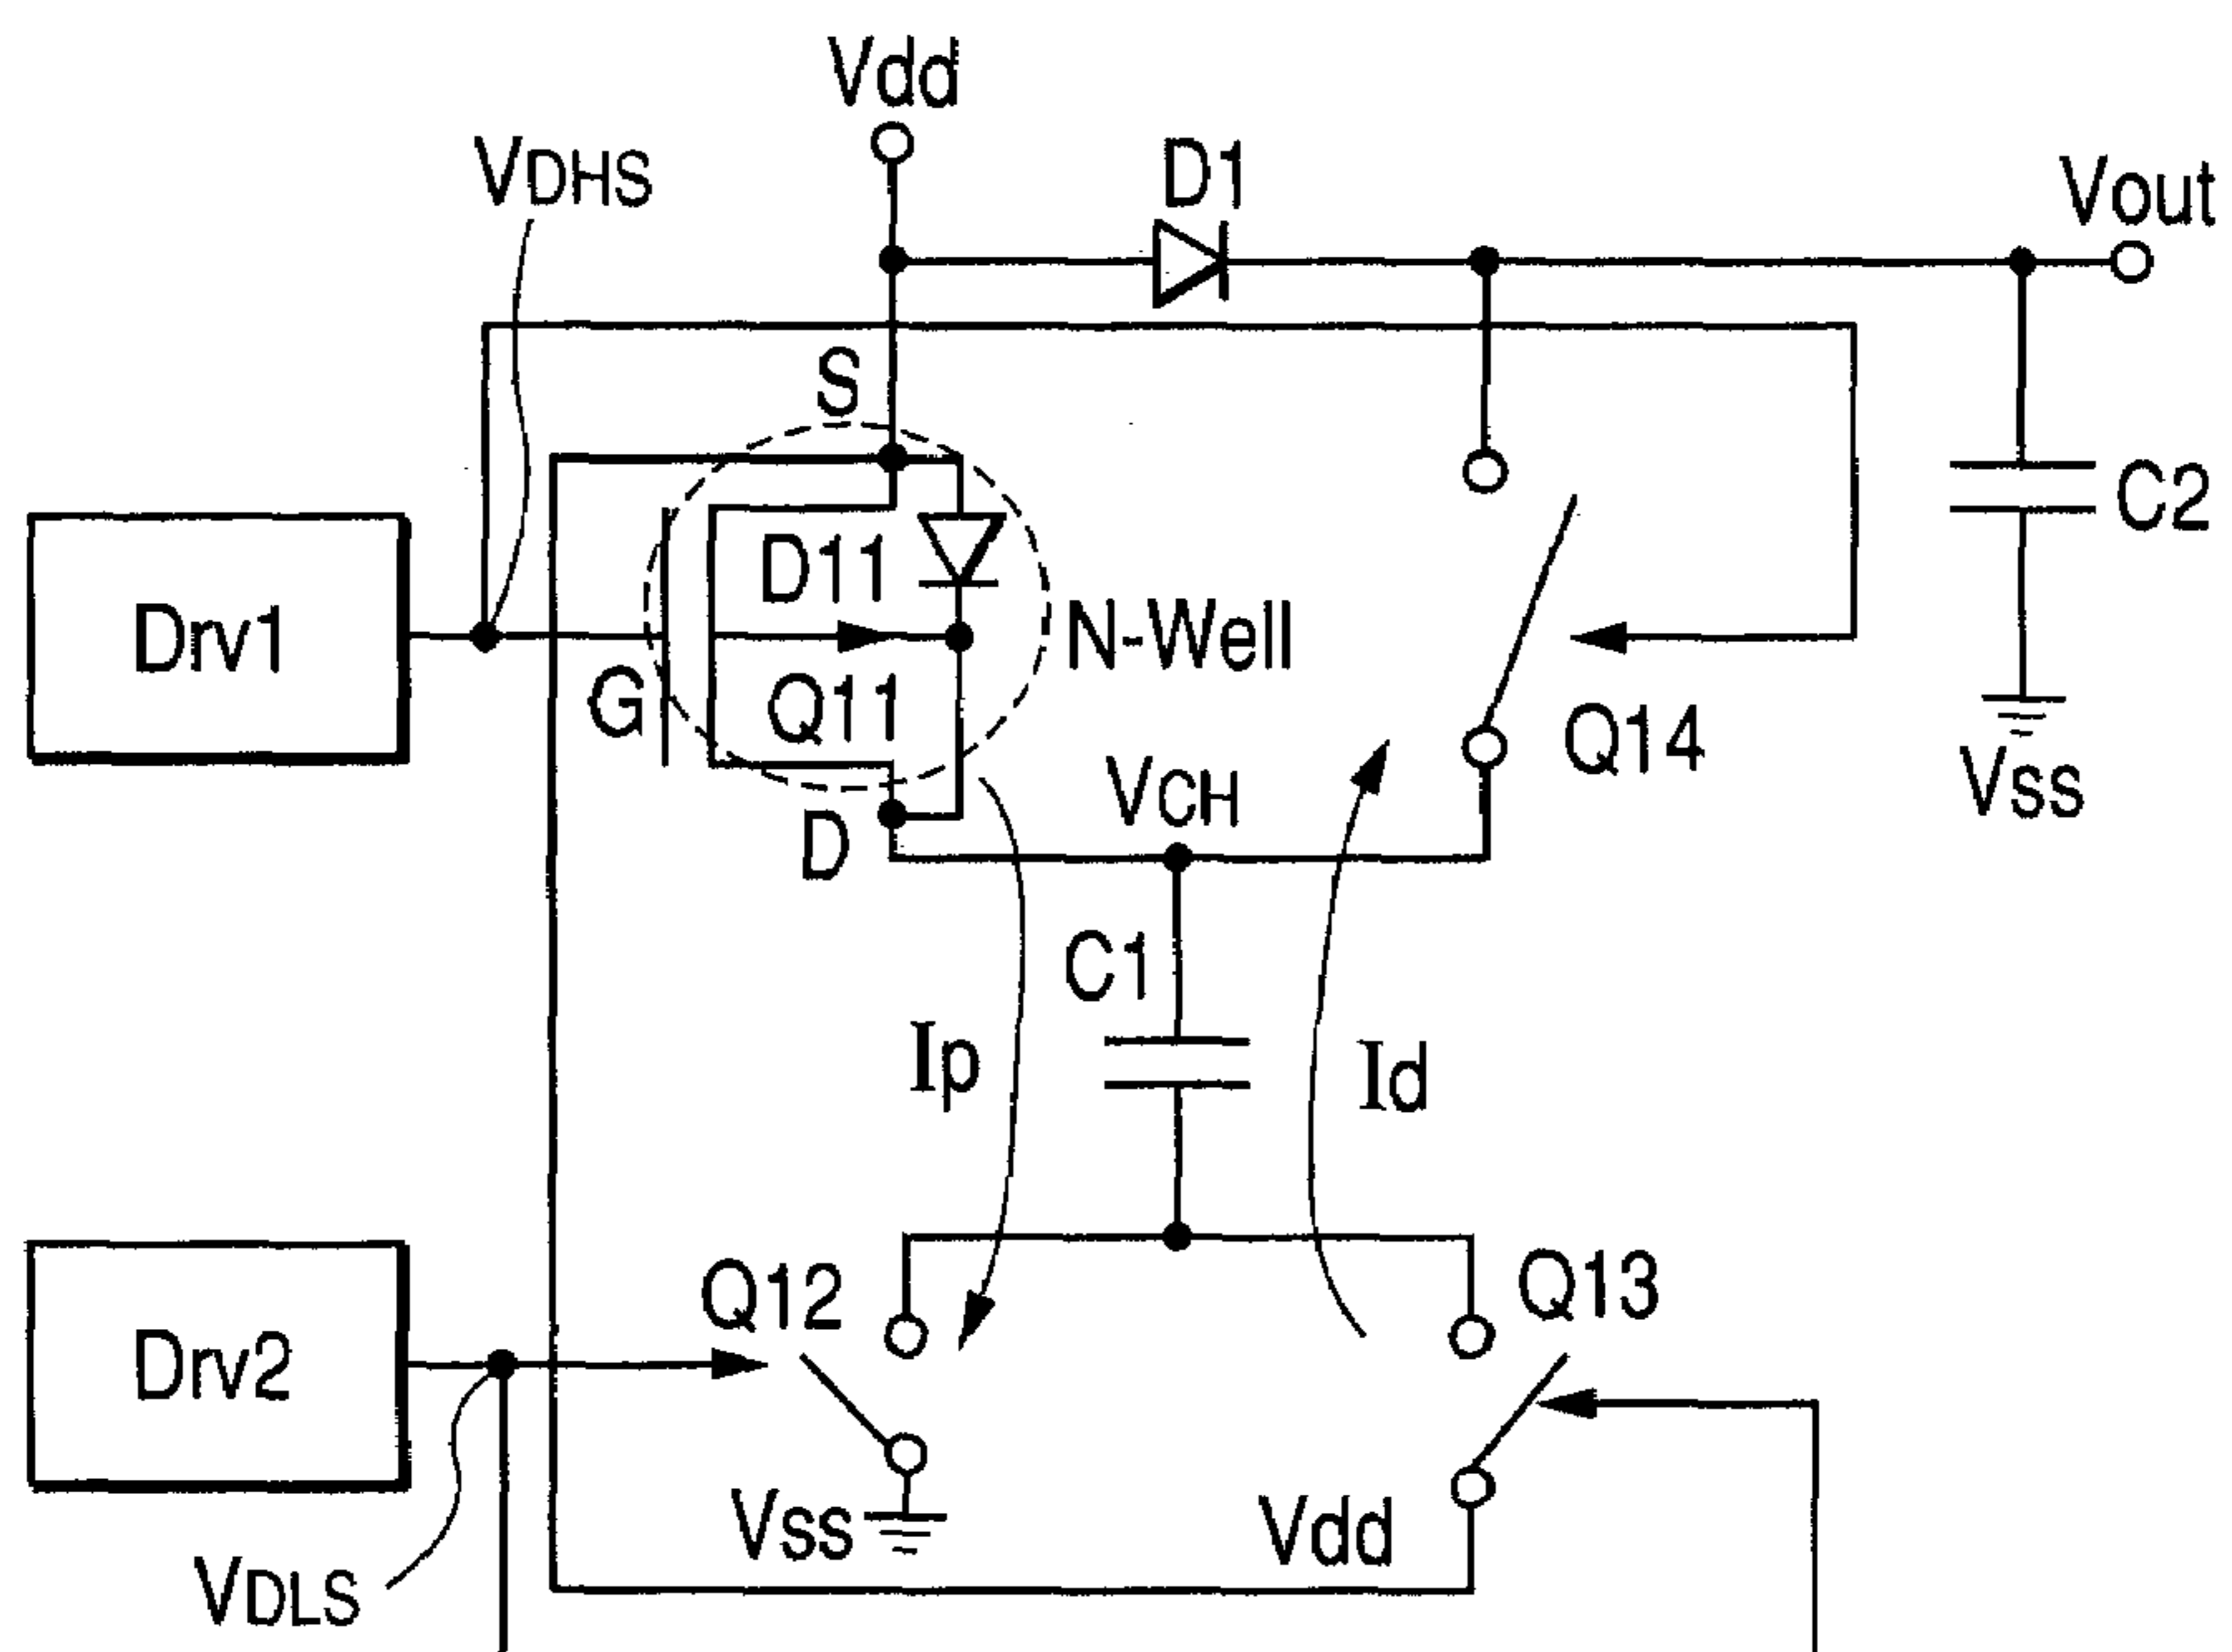 Vdd
VDHS
D1
Vout
S
D11
C2
Drv1
N-Well
G
Q11
Q14
VCH
Vss
D
C1
Ip
Id
Q12
Q13
Drv2
Vss
Vdd
VDLS